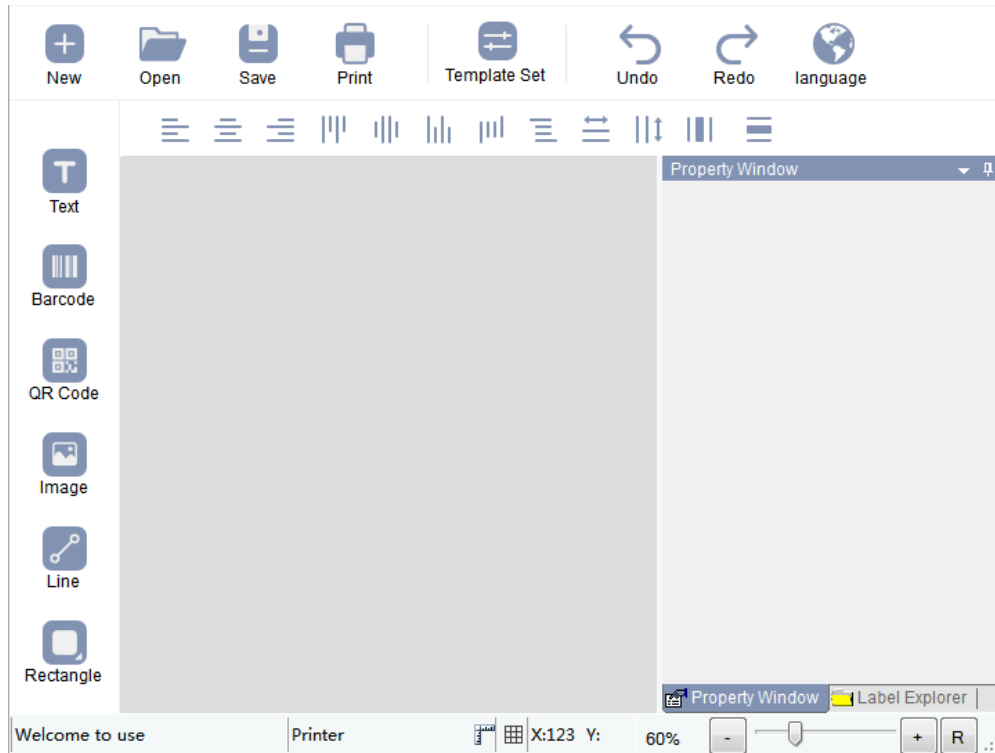 New Open Save Print Template Set Undo Redo language
Property Window
T
Text
Barcode
QR Code
Image
Line
Rectangle
Property Window Label Explorer
Welcome to use Printer X:123 Y: 60% - + R